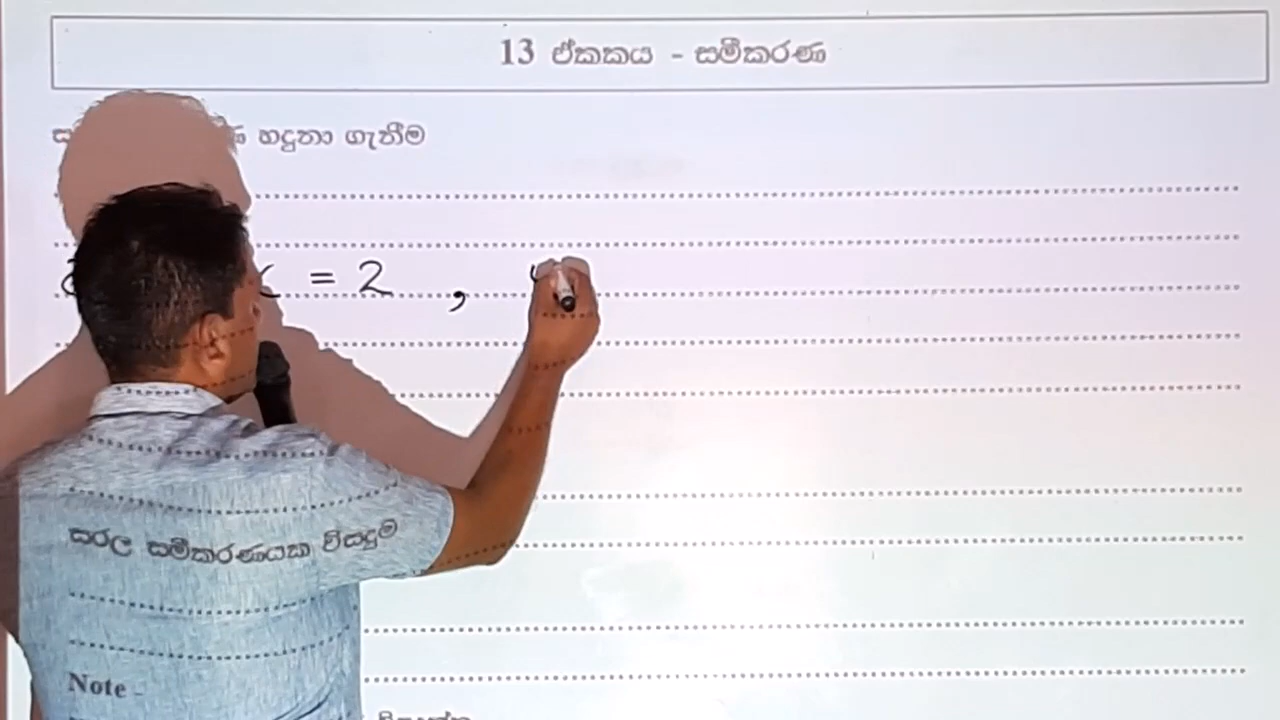 13 ඒකකය - සමීකරණ
හඳුනා ගැනීම
x = 2 ,
සරල සමීකරණයක විසඳුම
Note -